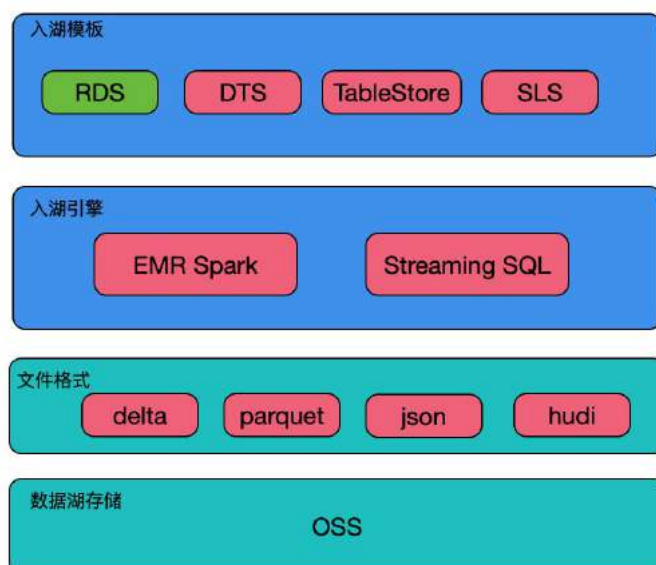 入湖模板
RDS DTS TableStore SLS
入湖引擎
EMR Spark Streaming SQL
文件格式
delta parquet json hudi
数据湖存储
OSS